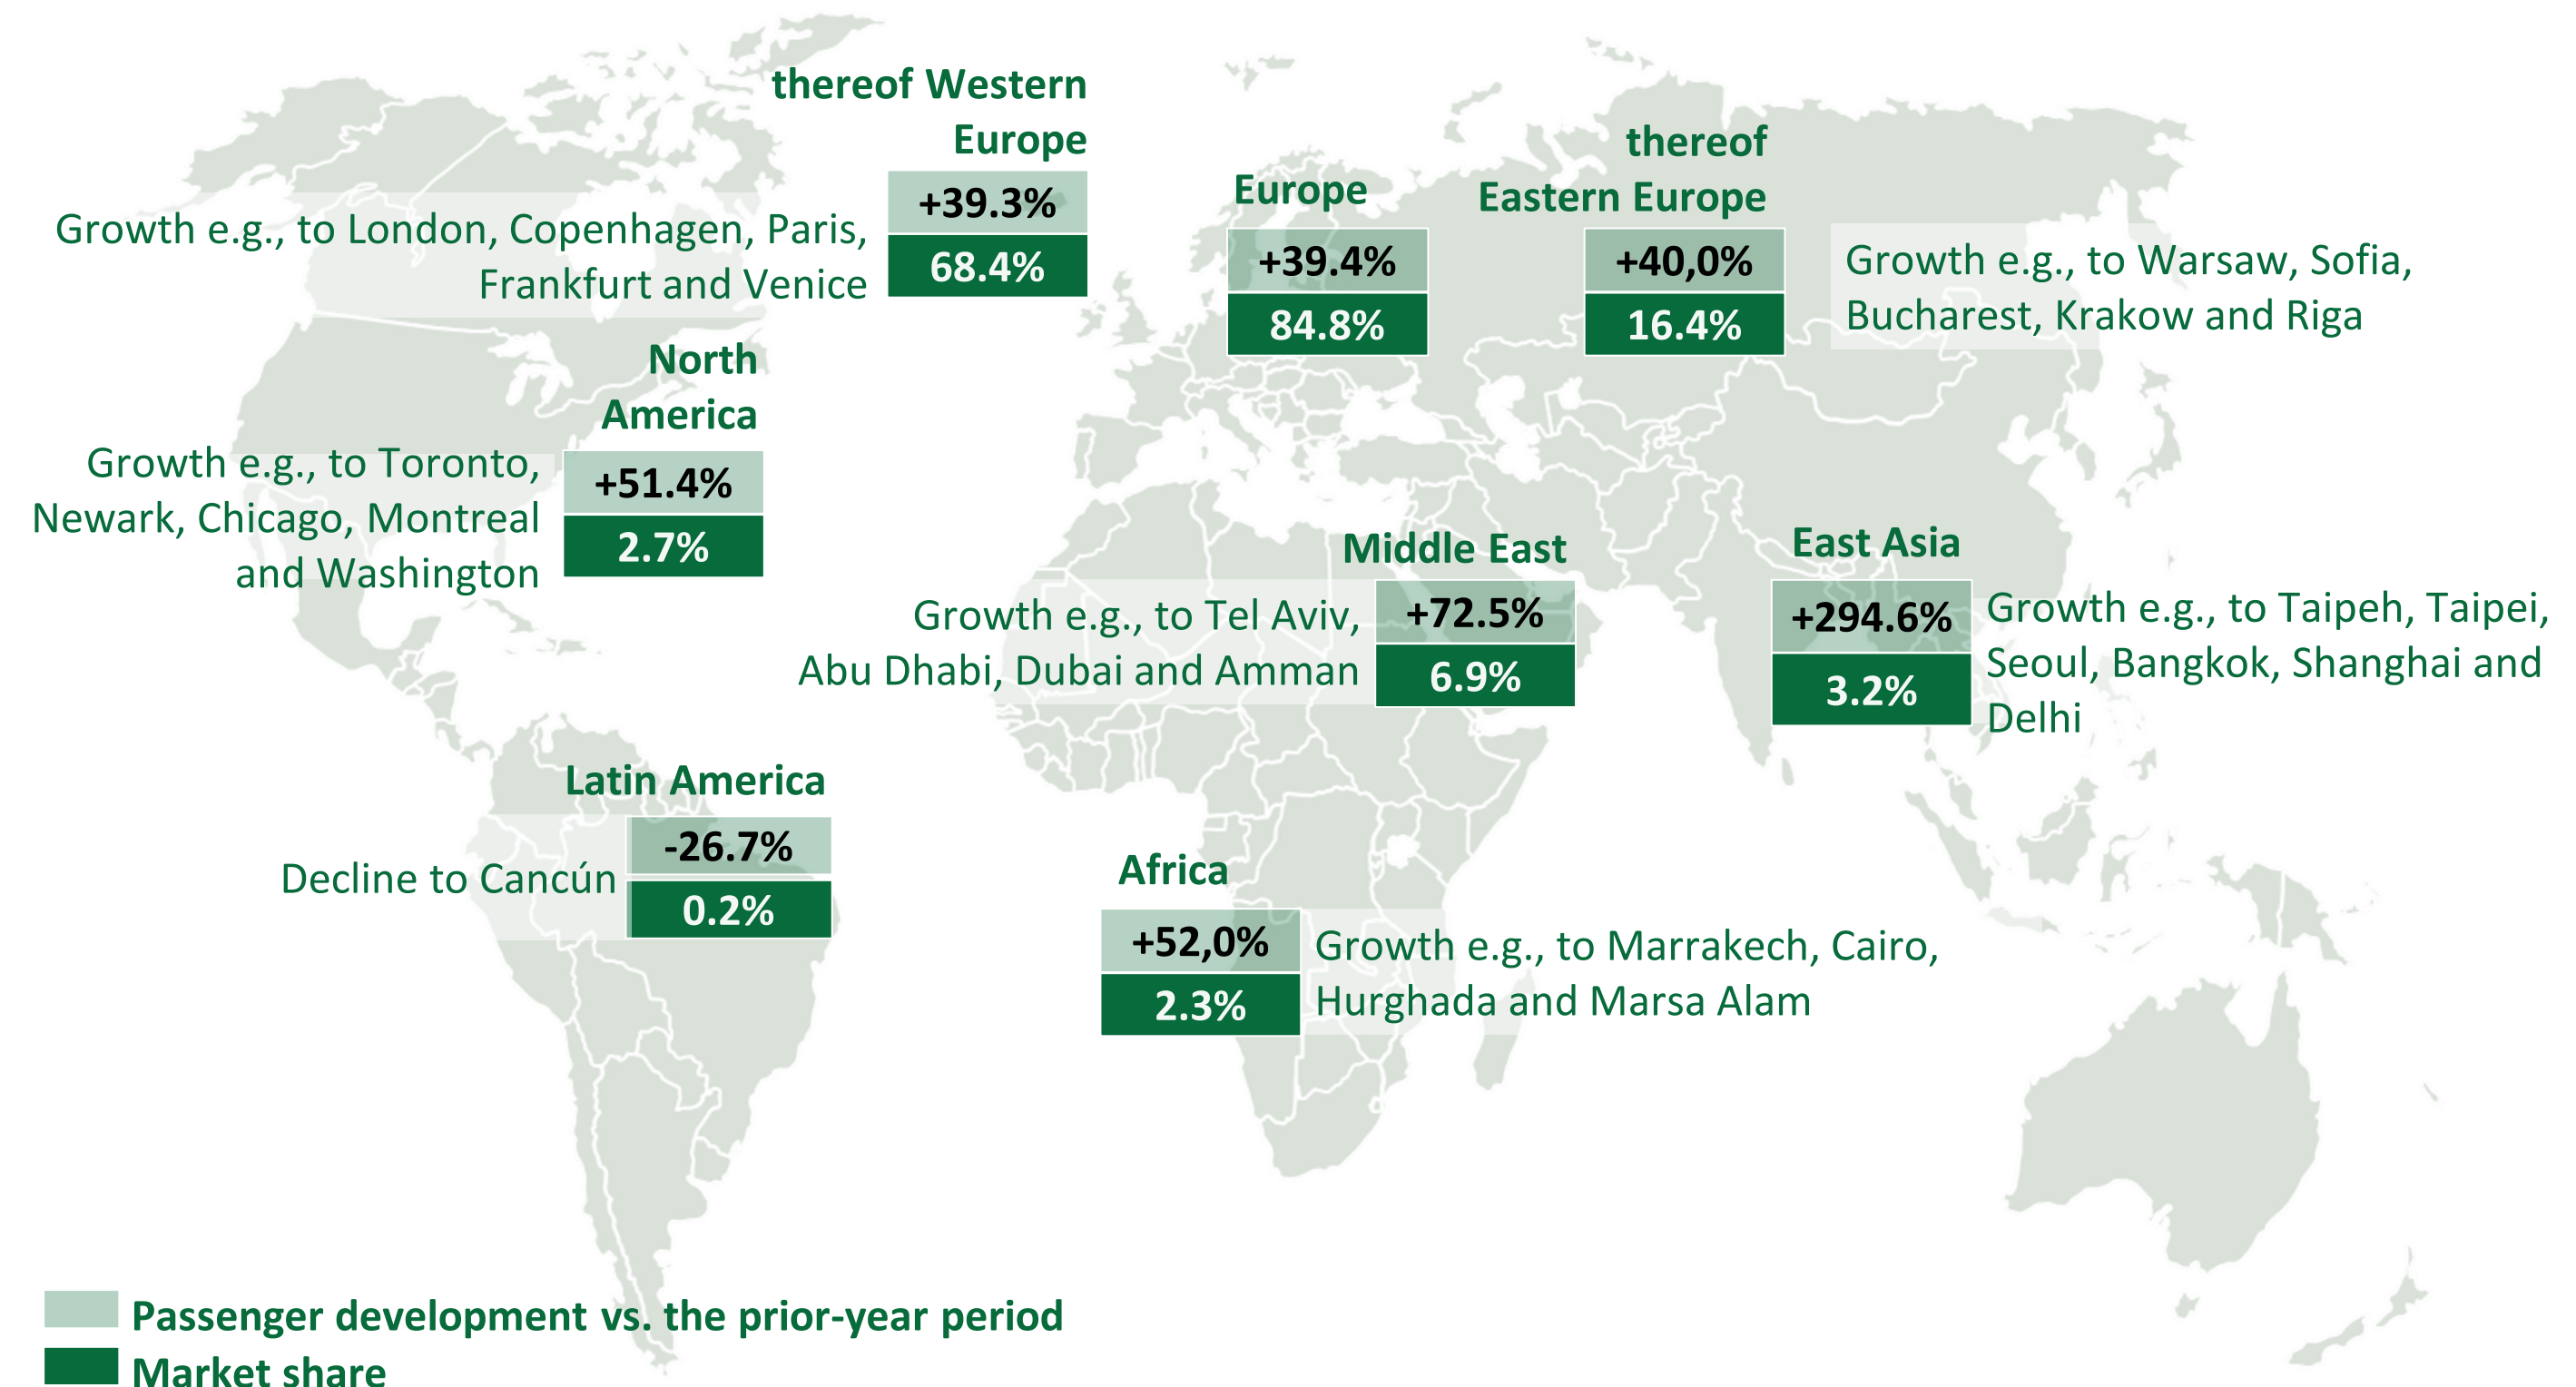 thereof Western
Europe
+39.3%
68.4%
Growth e.g., to London, Copenhagen, Paris,
Frankfurt and Venice
Europe
+39.4%
84.8%
thereof
Eastern Europe
+40,0%
16.4%
Growth e.g., to Warsaw, Sofia,
Bucharest, Krakow and Riga
North
America
+51.4%
2.7%
Growth e.g., to Toronto,
Newark, Chicago, Montreal
and Washington
Middle East
+72.5%
6.9%
Growth e.g., to Tel Aviv,
Abu Dhabi, Dubai and Amman
East Asia
+294.6%
3.2%
Growth e.g., to Taipeh, Taipei,
Seoul, Bangkok, Shanghai and
Delhi
Latin America
-26.7%
0.2%
Decline to Cancún
Africa
+52,0%
2.3%
Growth e.g., to Marrakech, Cairo,
Hurghada and Marsa Alam
Passenger development vs. the prior-year period
Market share